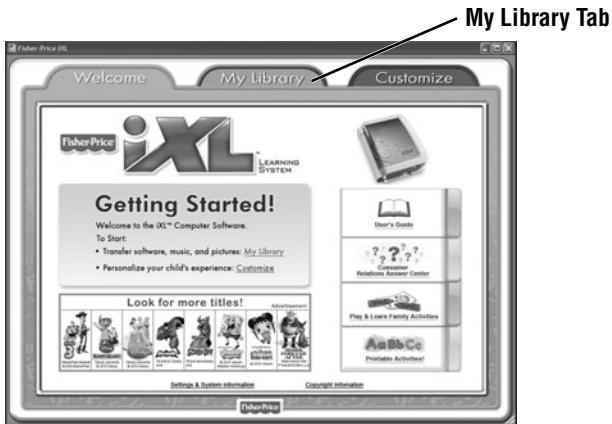 My Library Tab
Fisher-Price iXL
Welcome
My Library
Customize
Fisher-Price
iXL™
LEARNING
SYSTEM
Getting Started!
Welcome to the iXL™ Computer Software.
To Start:
• Transfer software, music, and pictures: My Library
• Personalize your child's experience: Customize
User's Guide
Consumer
Relations Answer Center
Play & Learn Family Activities
AaBbCc
Printable Activities!
Look for more titles!
Advertisement
Settings & System information
Copyright Infomation
Fisher-Price